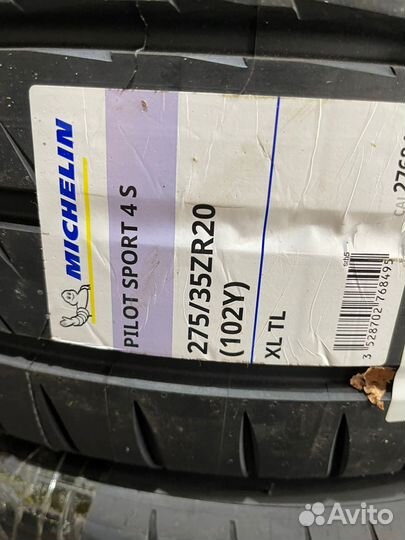 MICHELIN
PILOT SPORT 4 S
275/35ZR20
(102Y)
XL TL
3 528702 768495
Avito